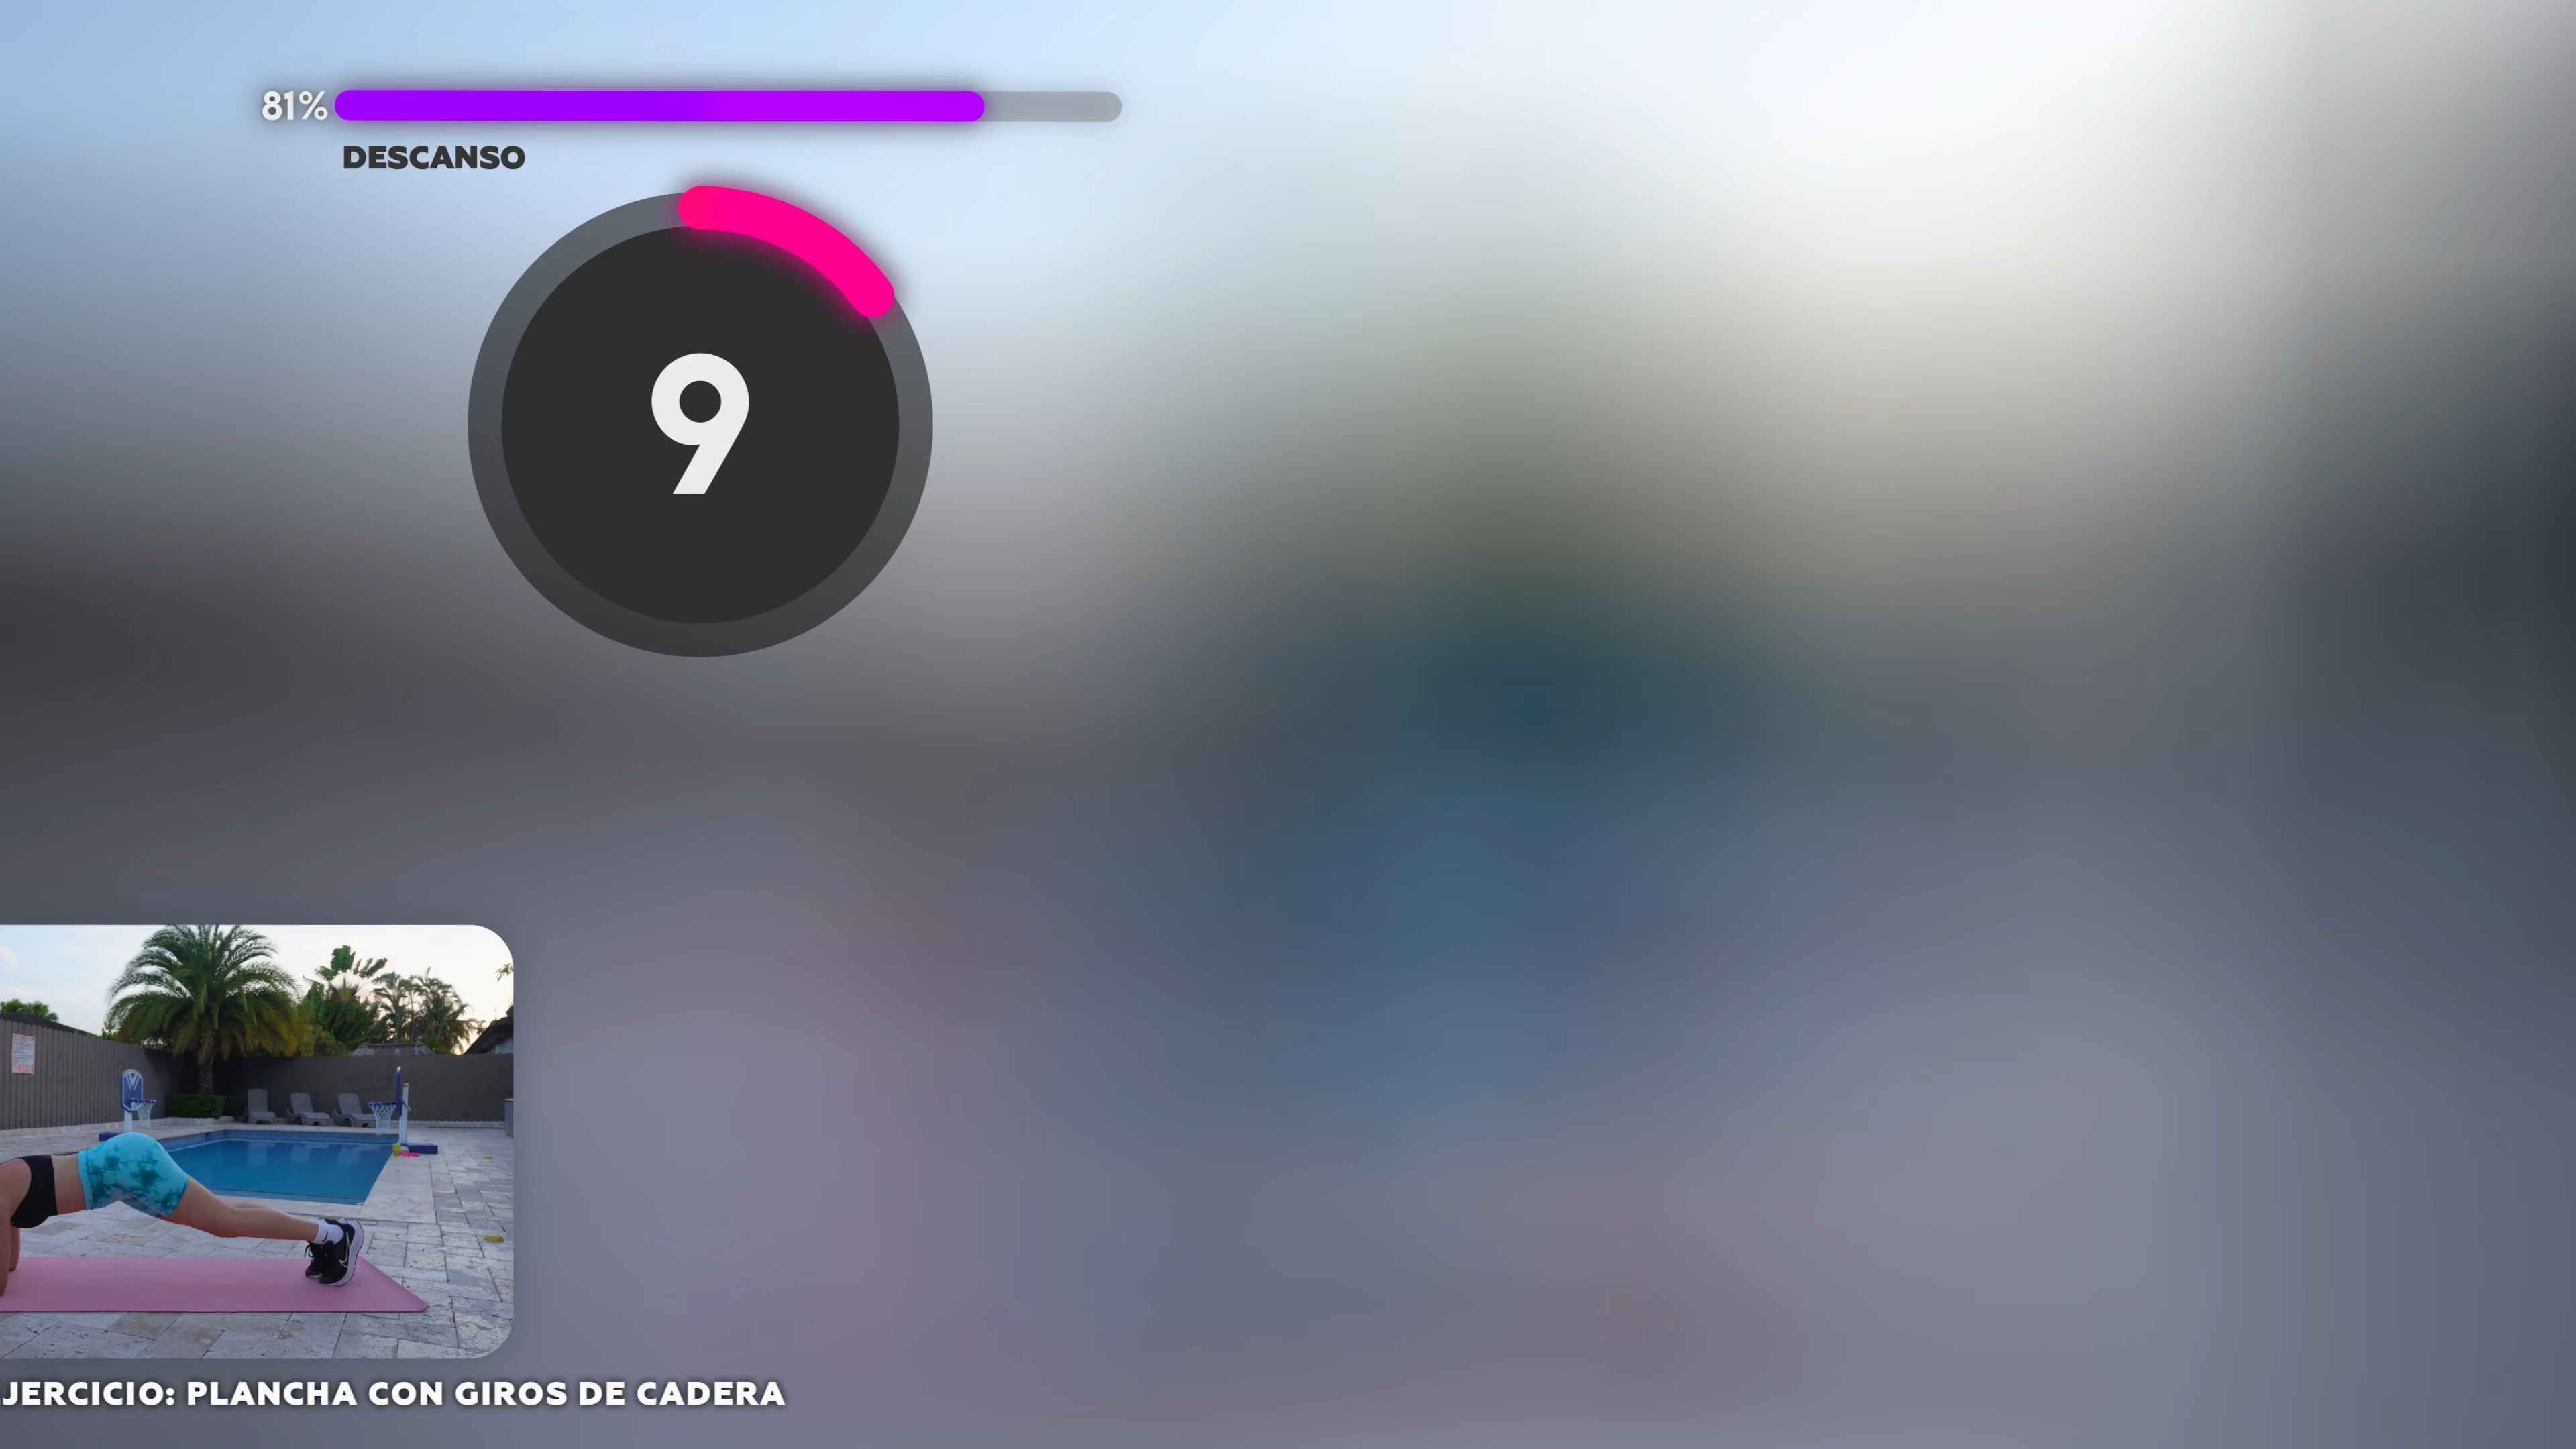 81%
DESCANSO
9
JERCICIO: PLANCHA CON GIROS DE CADERA